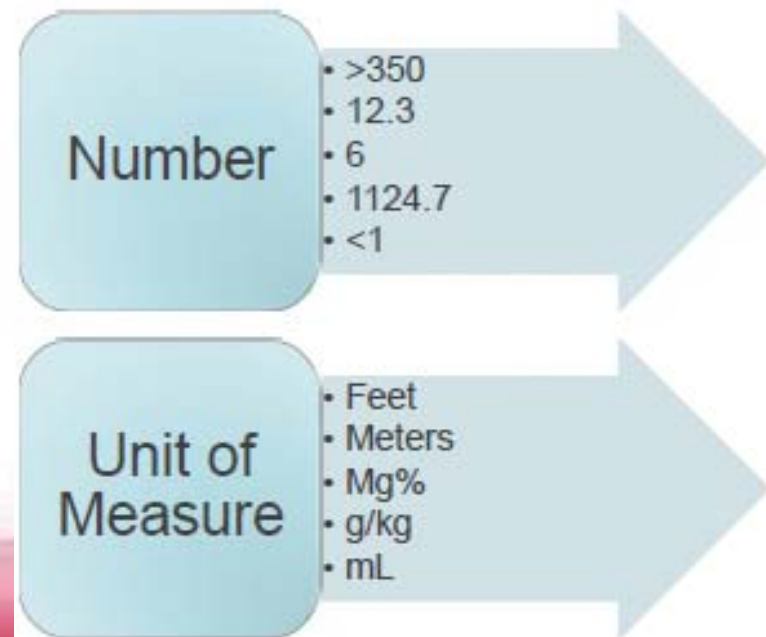 Number
• >350
• 12.3
• 6
• 1124.7
• <1
Unit of
Measure
• Feet
• Meters
• Mg%
• g/kg
• mL